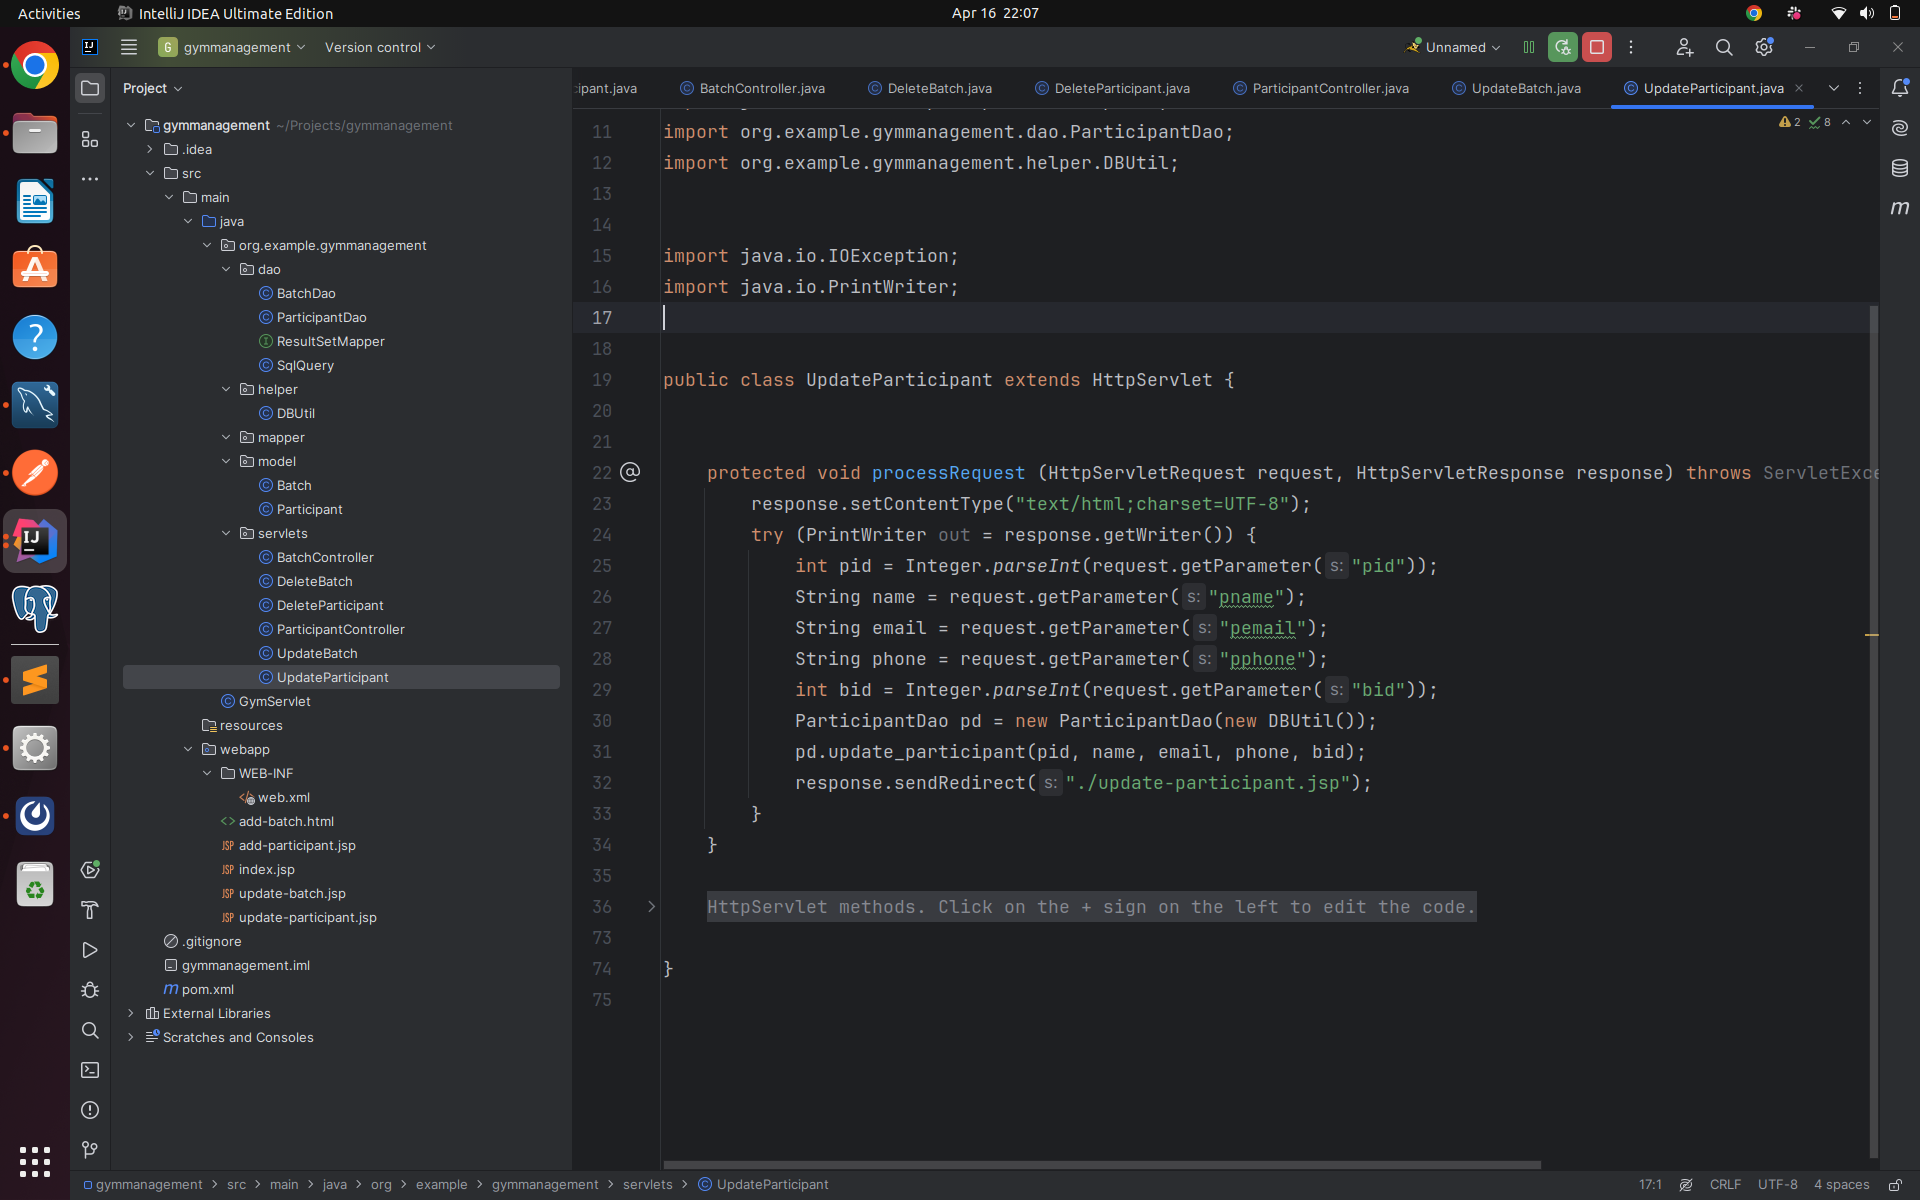 Activities IntelliJ IDEA Ultimate Edition Apr 16 22:07
G gymmanagement Version control Unnamed
Project
cipant.java BatchController.java DeleteBatch.java DeleteParticipant.java ParticipantController.java UpdateBatch.java UpdateParticipant.java
2 8
gymmanagement ~/Projects/gymmanagement
.idea
src
main
java
org.example.gymmanagement
dao
BatchDao
ParticipantDao
ResultSetMapper
SqlQuery
helper
DBUtil
mapper
model
Batch
Participant
servlets
BatchController
DeleteBatch
DeleteParticipant
ParticipantController
UpdateBatch
UpdateParticipant
GymServlet
resources
webapp
WEB-INF
web.xml
add-batch.html
add-participant.jsp
index.jsp
update-batch.jsp
update-participant.jsp
.gitignore
gymmanagement.iml
pom.xml
External Libraries
Scratches and Consoles
11 import org.example.gymmanagement.dao.ParticipantDao;
12 import org.example.gymmanagement.helper.DBUtil;
13
14
15 import java.io.IOException;
16 import java.io.PrintWriter;
17
18
19 public class UpdateParticipant extends HttpServlet {
20
21
22 protected void processRequest (HttpServletRequest request, HttpServletResponse response) throws ServletExce
23 response.setContentType("text/html;charset=UTF-8");
24 try (PrintWriter out = response.getWriter()) {
25 int pid = Integer.parseInt(request.getParameter( s: "pid"));
26 String name = request.getParameter( s: "pname");
27 String email = request.getParameter( s: "pemail");
28 String phone = request.getParameter( s: "pphone");
29 int bid = Integer.parseInt(request.getParameter( s: "bid"));
30 ParticipantDao pd = new ParticipantDao(new DBUtil());
31 pd.update_participant(pid, name, email, phone, bid);
32 response.sendRedirect( s: "./update-participant.jsp");
33 }
34 }
35
36 HttpServlet methods. Click on the + sign on the left to edit the code.
73
74 }
75
gymmanagement > src > main > java > org > example > gymmanagement > servlets > UpdateParticipant 17:1 CRLF UTF-8 4 spaces